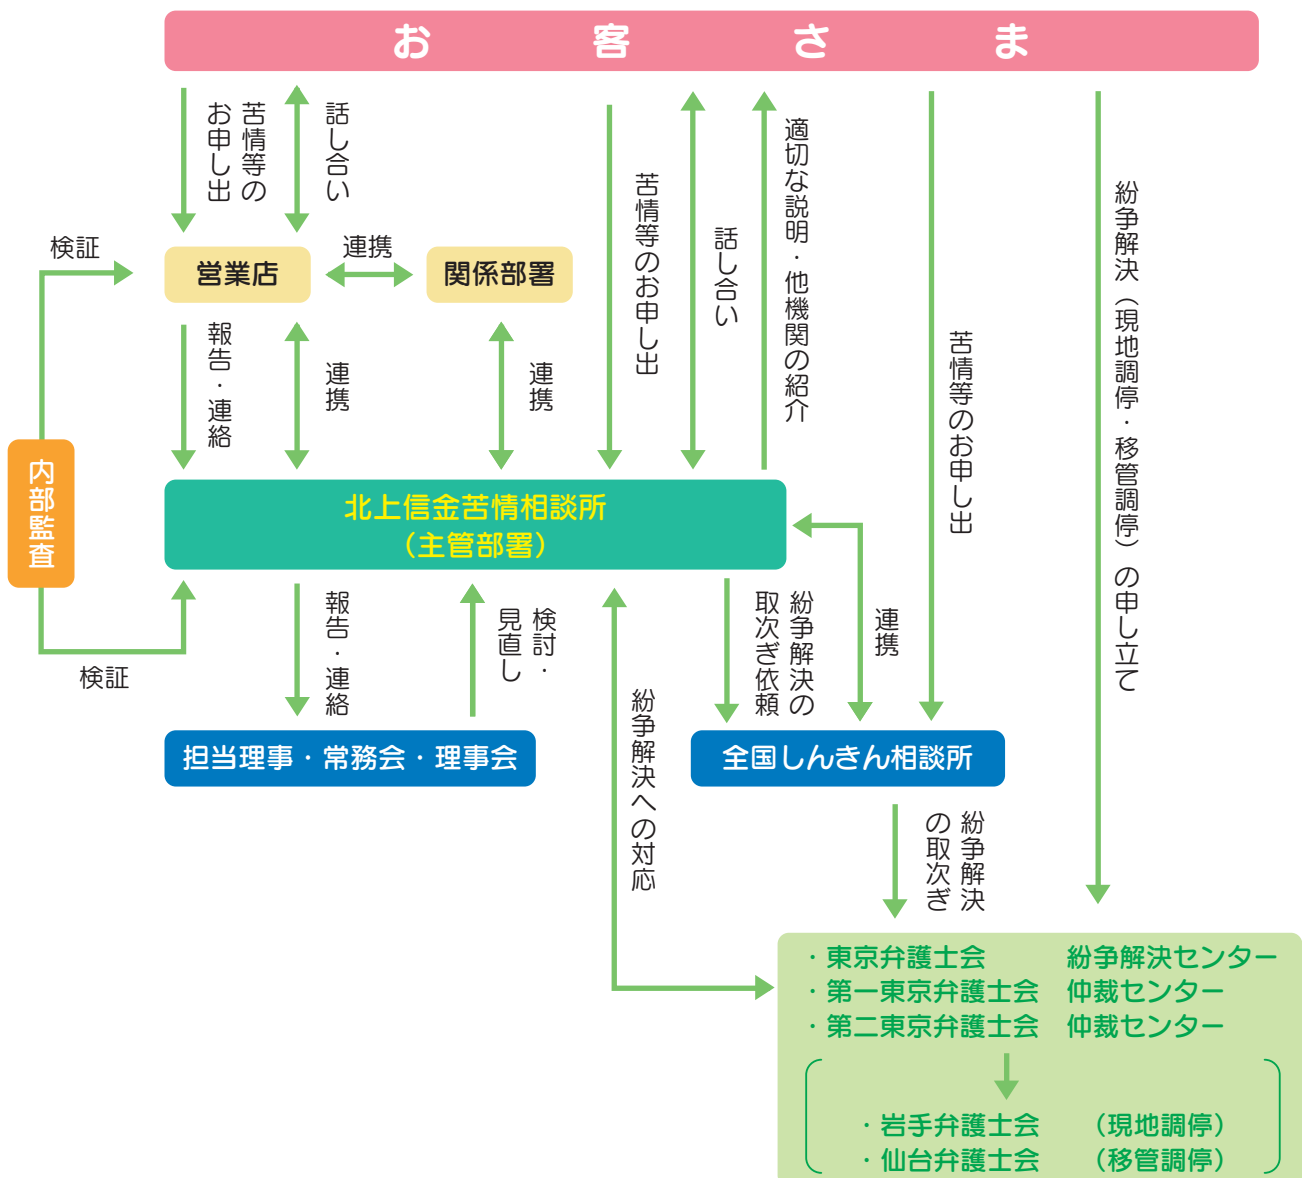 お客さま
苦情等の
お申し出
話し合い
苦情等のお申し出
話し合い
適切な説明・他機関の紹介
苦情等のお申し出
紛争解決（現地調停・移管調停）の申し立て
検証
営業店
連携
関係部署
報告・連絡
連携
連携
内部監査
北上信金苦情相談所
（主管部署）
検証
報告・連絡
検討・
見直し
紛争解決への対応
紛争解決の
取次ぎ依頼
連携
担当理事・常務会・理事会
全国しんきん相談所
紛争解決
の取次ぎ
・東京弁護士会 紛争解決センター
・第一東京弁護士会 仲裁センター
・第二東京弁護士会 仲裁センター
・岩手弁護士会 （現地調停）
・仙台弁護士会 （移管調停）